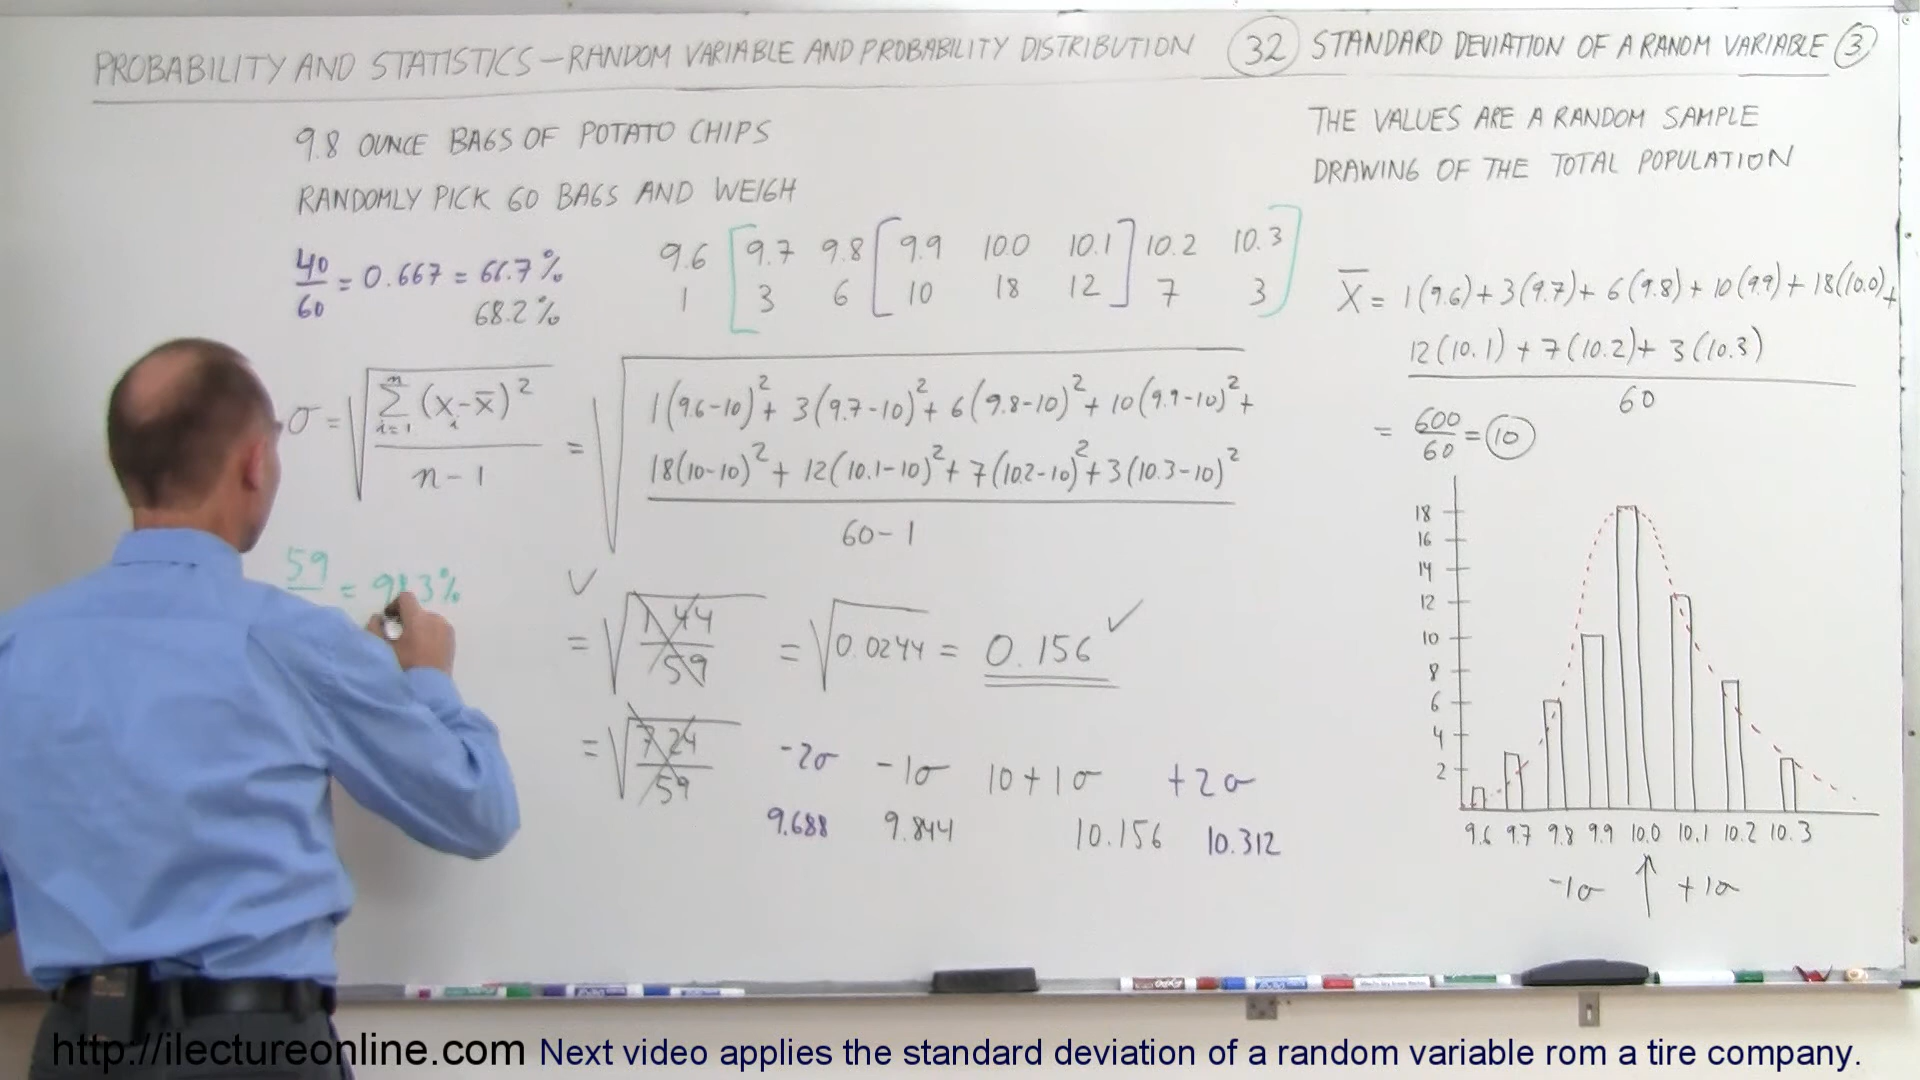 PROBABILITY AND STATISTICS – RANDOM VARIABLE AND PROBABILITY DISTRIBUTION (32) STANDARD DEVIATION OF A RANOM VARIABLE (3)
9.8 OUNCE BAGS OF POTATO CHIPS
RANDOMLY PICK 60 BAGS AND WEIGH
THE VALUES ARE A RANDOM SAMPLE
DRAWING OF THE TOTAL POPULATION
40/60 = 0.667 = 66.7%
68.2%
9.6 [ 9.7 9.8 [ 9.9 10.0 10.1 ] 10.2 10.3 ]
1 [ 3 6 [ 10 18 12 ] 7 3 ]
X̄ = 1(9.6) + 3(9.7) + 6(9.8) + 10(9.9) + 18(10.0) +
12(10.1) + 7(10.2) + 3(10.3)
60
= 600/60 = 10
σ = √(Σ i=1 n (xi - x̄)² / n - 1) =
1(9.6-10)² + 3(9.7-10)² + 6(9.8-10)² + 10(9.9-10)² +
18(10-10)² + 12(10.1-10)² + 7(10.2-10)² + 3(10.3-10)²
60 - 1
59 = 98.3%
✓
= √(1.44/59) = √0.0244 = 0.156 ✓
= √(7.24/59)
-2σ -1σ 10 + 1σ +2σ
9.688 9.844 10.156 10.312
18
16
14
12
10
8
6
4
2
9.6 9.7 9.8 9.9 10.0 10.1 10.2 10.3
-1σ ↑ +1σ
http://ilectureonline.com Next video applies the standard deviation of a random variable rom a tire company.